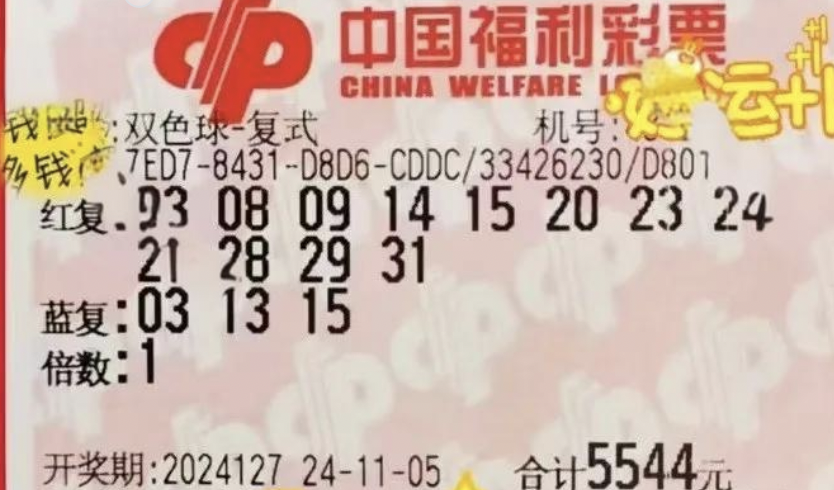 中国福利彩票
CHINA WELFARE
双色球-复式 机号:
7ED7-8431-D8D6-CDDC/33426230/D801
红复: 03 08 09 14 15 20 23 24
21 28 29 31
蓝复:03 13 15
倍数:1
开奖期:2024127 24-11-05 合计5544元